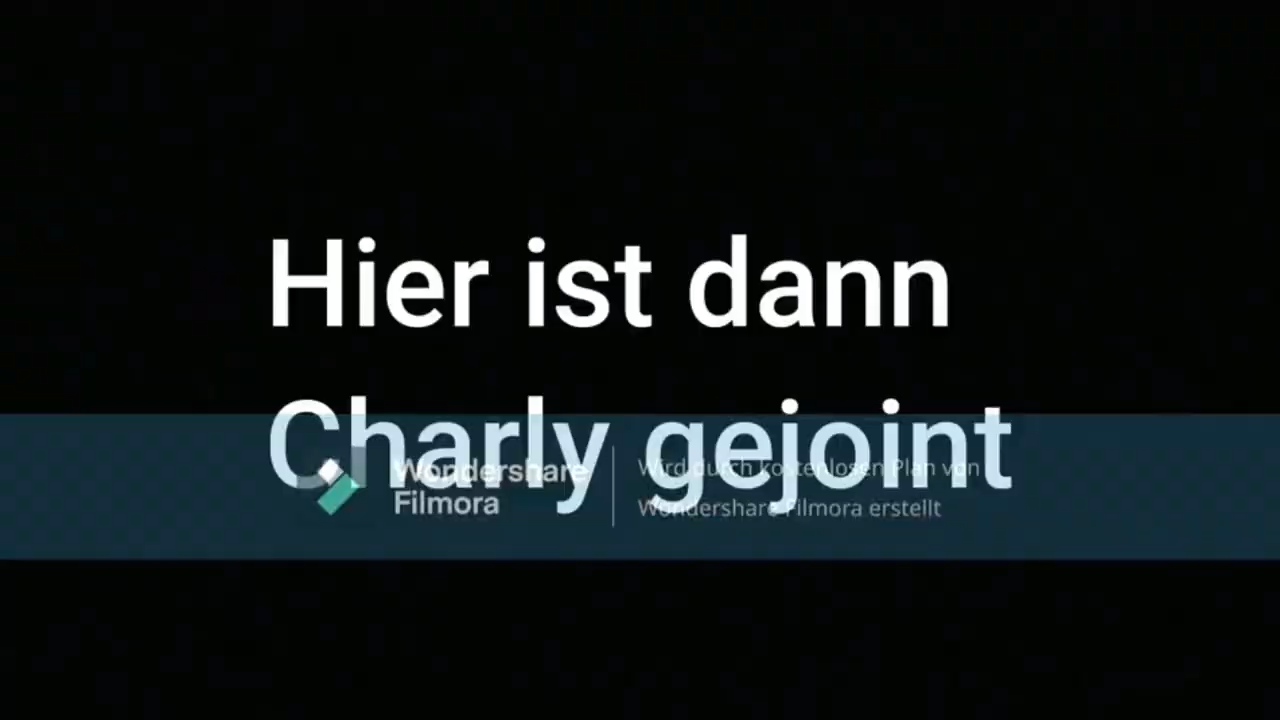 Hier ist dann
Charly gejoint
Wondershare
Filmora
Wird durch kostenlosen Plan von
Wondershare Filmora erstellt